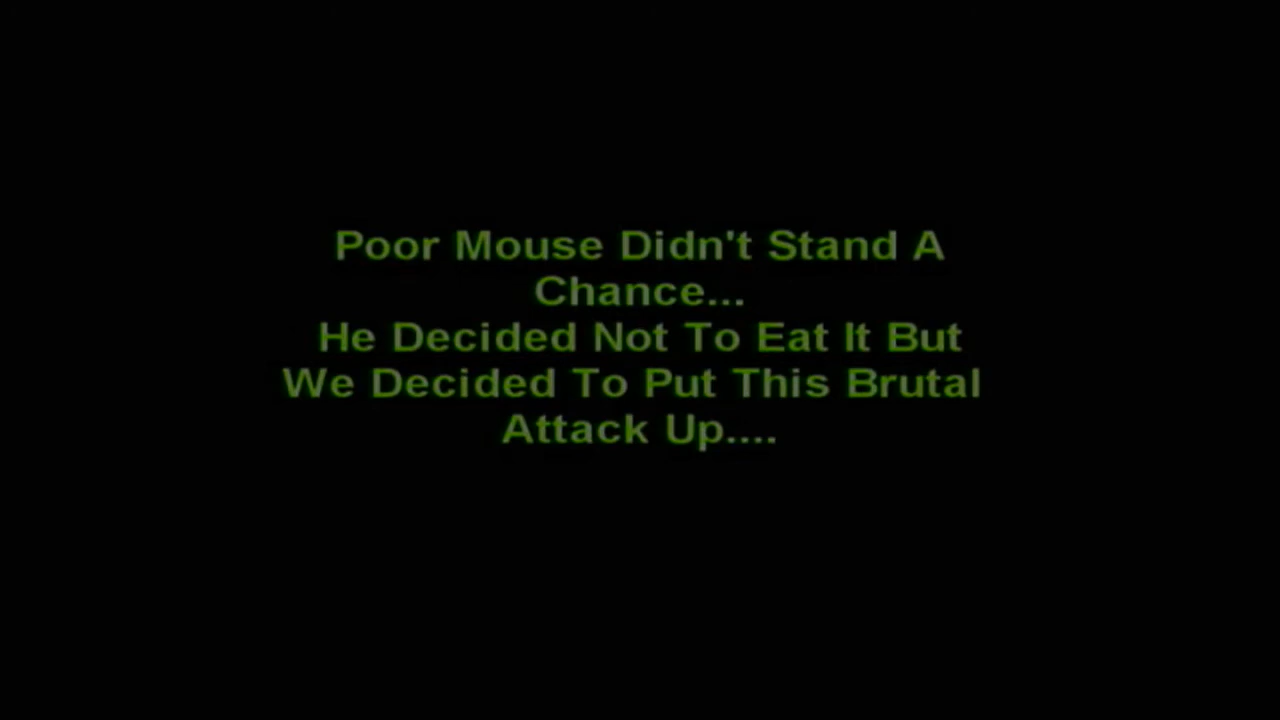 Poor Mouse Didn't Stand A
Chance...
He Decided Not To Eat It But
We Decided To Put This Brutal
Attack Up....